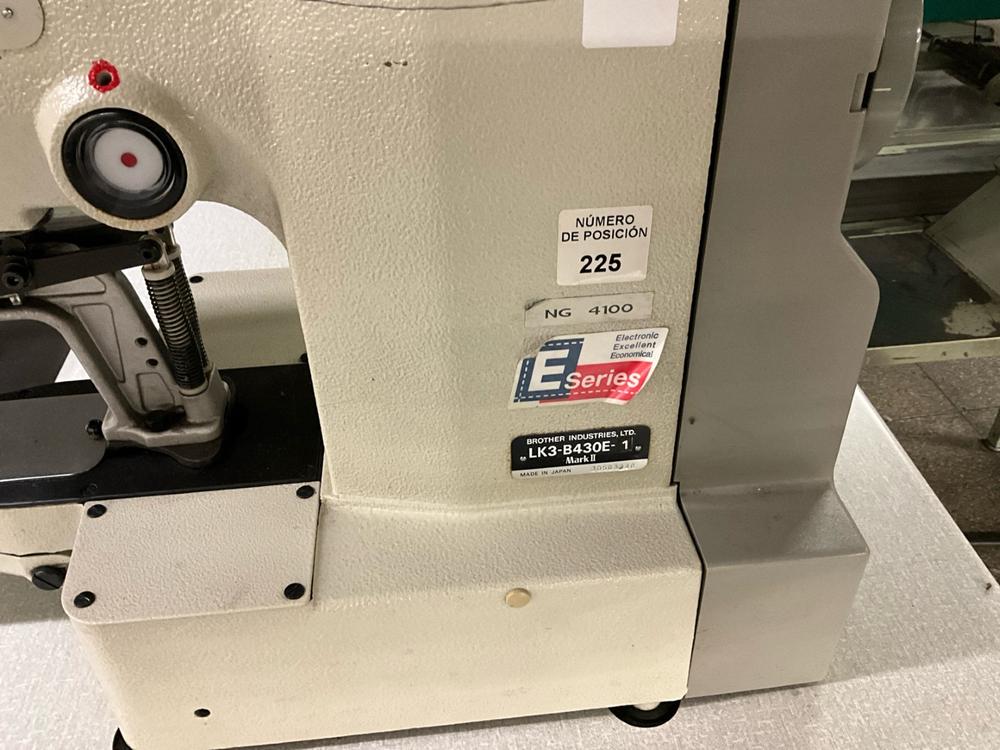 NÚMERO
DE POSICIÓN
225
NG 4100
Electronic
Excellent
Economical
E Series
BROTHER INDUSTRIES, LTD.
LK3-B430E- 1
Mark II
MADE IN JAPAN